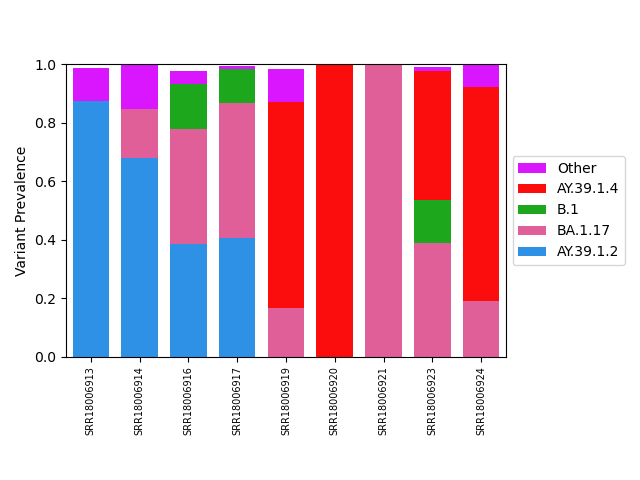 1.0
0.8
0.6
0.4
0.2
0.0
Variant Prevalence
SRR18006913
SRR18006914
SRR18006916
SRR18006917
SRR18006919
SRR18006920
SRR18006921
SRR18006923
SRR18006924
Other
AY.39.1.4
B.1
BA.1.17
AY.39.1.2